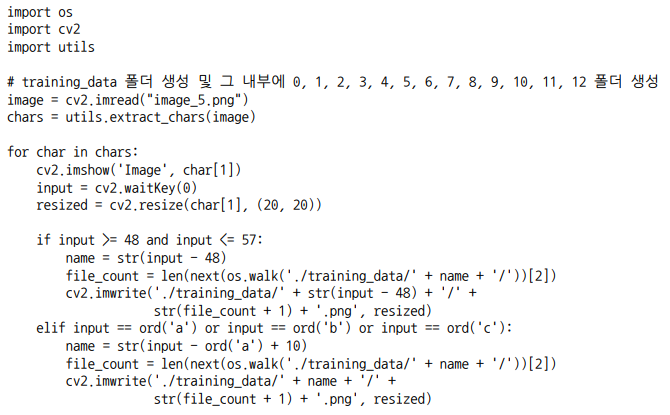 import os
import cv2
import utils

# training_data 폴더 생성 및 그 내부에 0, 1, 2, 3, 4, 5, 6, 7, 8, 9, 10, 11, 12 폴더 생성
image = cv2.imread("image_5.png")
chars = utils.extract_chars(image)

for char in chars:
    cv2.imshow('Image', char[1])
    input = cv2.waitKey(0)
    resized = cv2.resize(char[1], (20, 20))

    if input >= 48 and input <= 57:
        name = str(input - 48)
        file_count = len(next(os.walk('./training_data/' + name + '/'))[2])
        cv2.imwrite('./training_data/' + str(input - 48) + '/' +
                    str(file_count + 1) + '.png', resized)
    elif input == ord('a') or input == ord('b') or input == ord('c'):
        name = str(input - ord('a') + 10)
        file_count = len(next(os.walk('./training_data/' + name + '/'))[2])
        cv2.imwrite('./training_data/' + name + '/' +
                    str(file_count + 1) + '.png', resized)